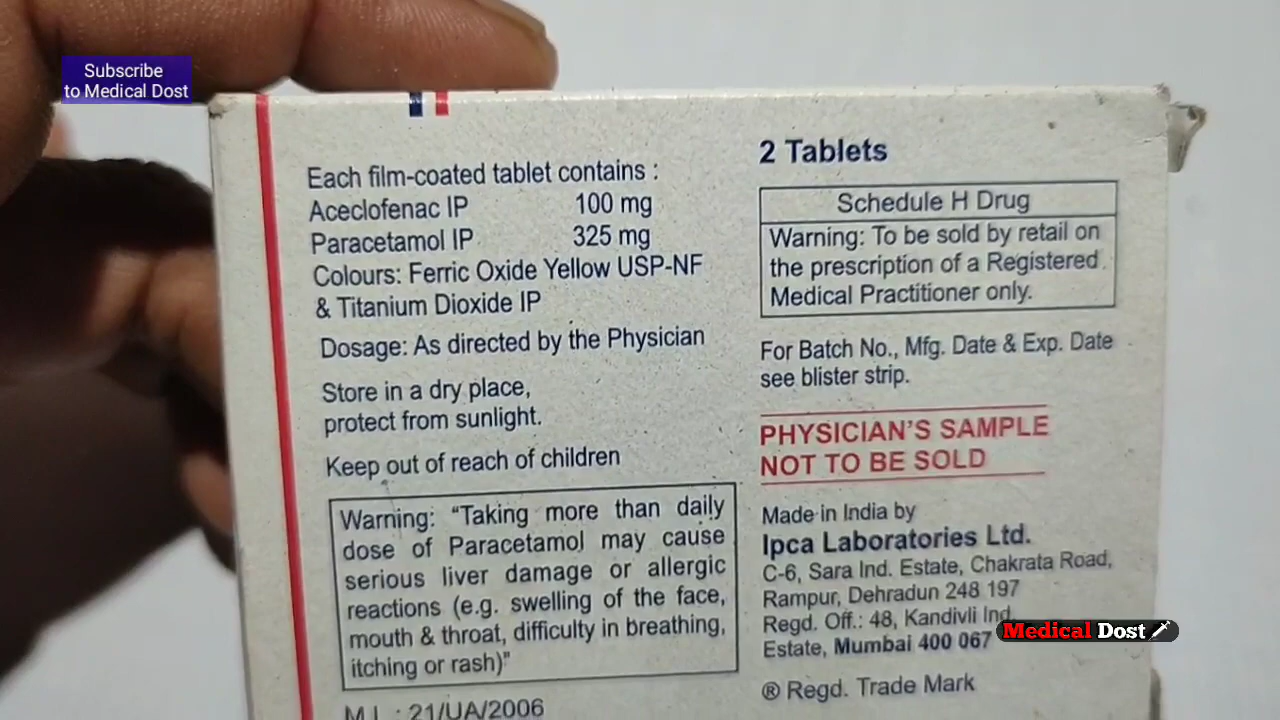 Subscribe
to Medical Dost
Each film-coated tablet contains :
Aceclofenac IP 100 mg
Paracetamol IP 325 mg
Colours: Ferric Oxide Yellow USP-NF
& Titanium Dioxide IP
Dosage: As directed by the Physician
Store in a dry place,
protect from sunlight.
Keep out of reach of children
Warning: “Taking more than daily
dose of Paracetamol may cause
serious liver damage or allergic
reactions (e.g. swelling of the face,
mouth & throat, difficulty in breathing,
itching or rash)”
M.L.: 21/UA/2006
2 Tablets
Schedule H Drug
Warning: To be sold by retail on
the prescription of a Registered
Medical Practitioner only.
For Batch No., Mfg. Date & Exp. Date
see blister strip.
PHYSICIAN'S SAMPLE
NOT TO BE SOLD
Made in India by
Ipca Laboratories Ltd.
C-6, Sara Ind. Estate, Chakrata Road,
Rampur, Dehradun 248 197
Regd. Off.: 48, Kandivli Ind.
Estate, Mumbai 400 067
® Regd. Trade Mark
Medical Dost